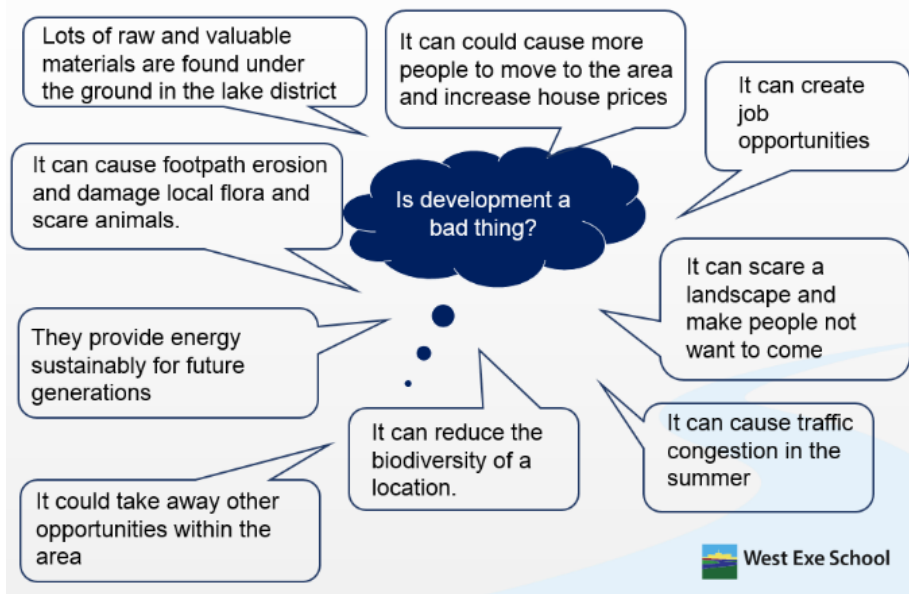 Lots of raw and valuable
materials are found under
the ground in the lake district
It can could cause more
people to move to the area
and increase house prices
It can create
job
opportunities
It can cause footpath erosion
and damage local flora and
scare animals.
Is development a
bad thing?
It can scare a
landscape and
make people not
want to come
They provide energy
sustainably for future
generations
It can reduce the
biodiversity of a
location.
It can cause traffic
congestion in the
summer
It could take away other
opportunities within the
area
West Exe School